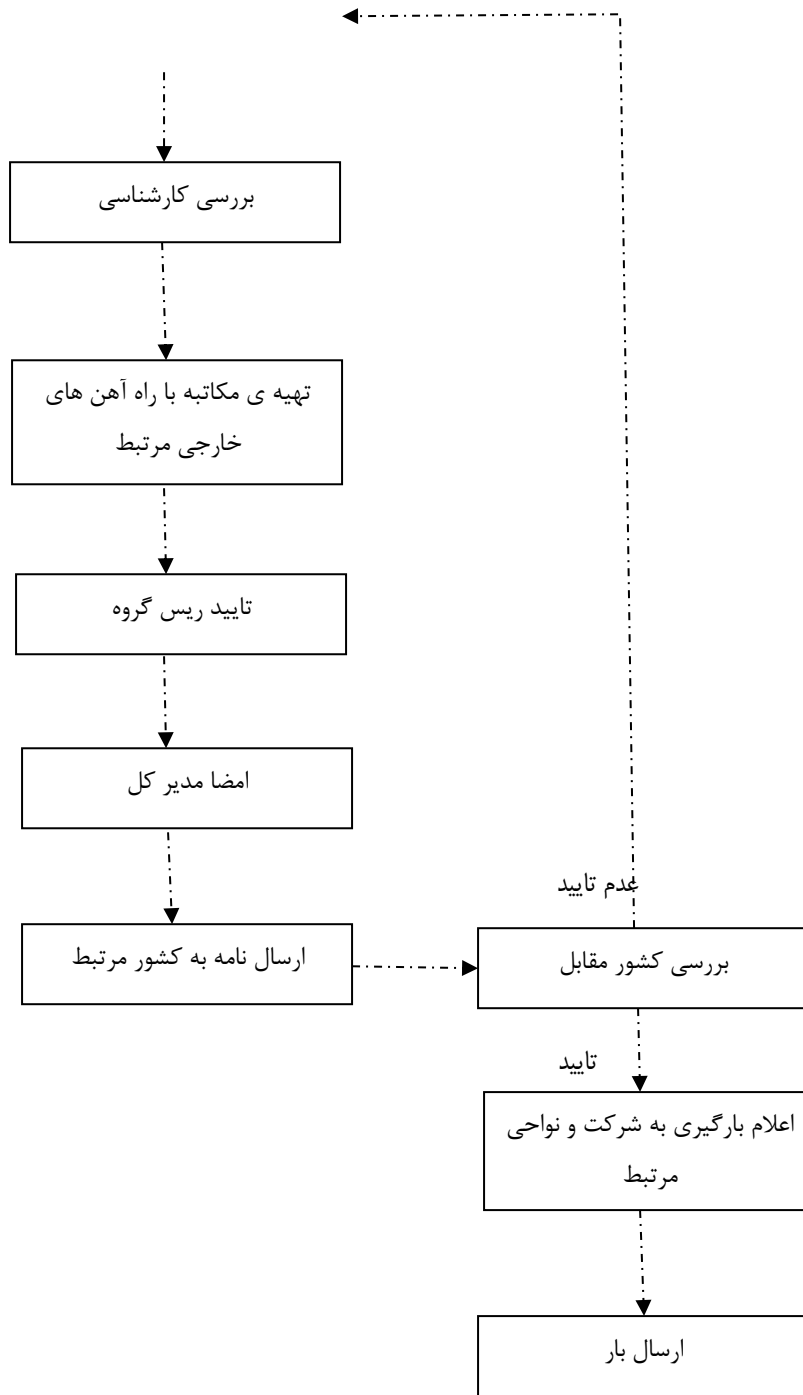 بررسی کارشناسی
تهیه ی مکاتبه با راه آهن های
خارجی مرتبط
تایید ریس گروه
امضا مدیر کل
ارسال نامه به کشور مرتبط
عدم تایید
بررسی کشور مقابل
تایید
اعلام بارگیری به شرکت و نواحی
مرتبط
ارسال بار